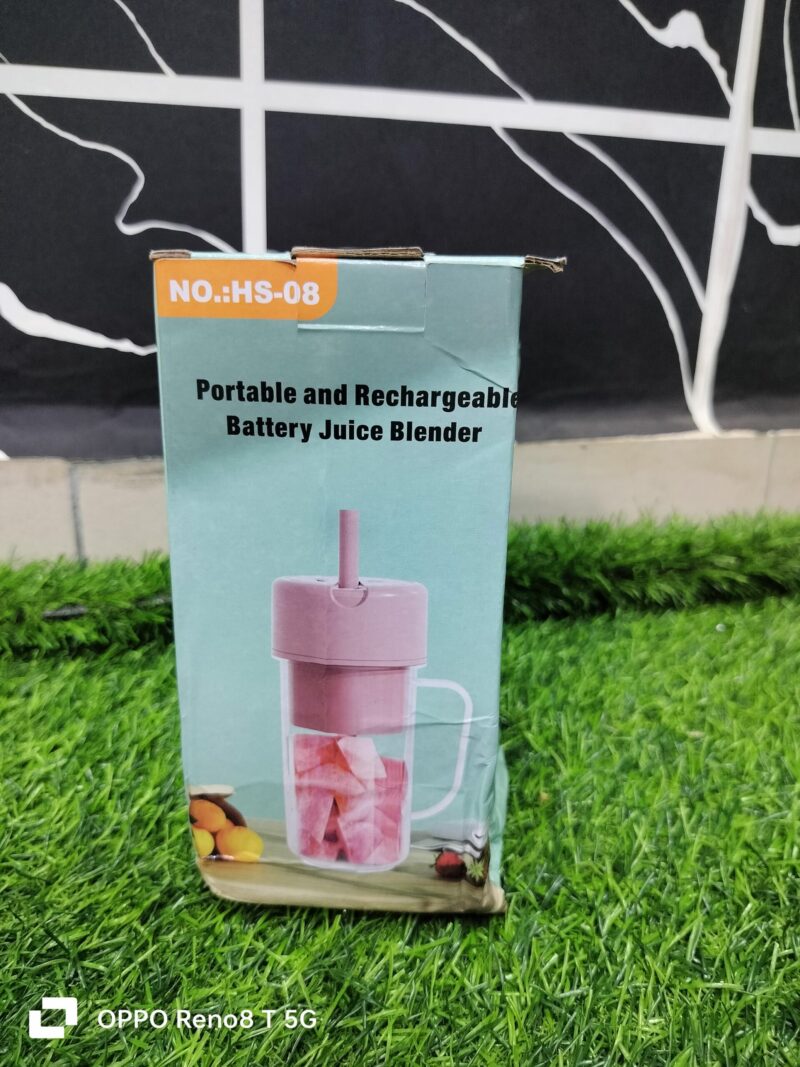 NO.:HS-08
Portable and Rechargeable
Battery Juice Blender
OPPO Reno8 T 5G